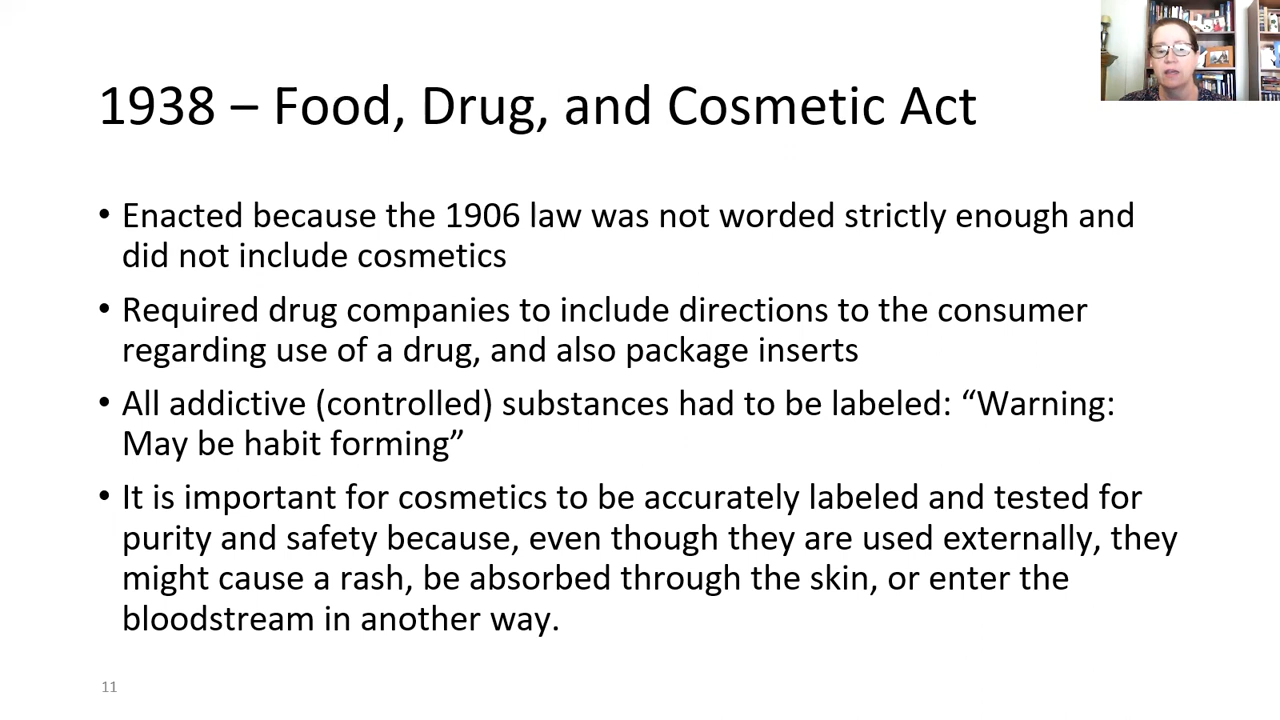 1938 – Food, Drug, and Cosmetic Act
• Enacted because the 1906 law was not worded strictly enough and
did not include cosmetics
• Required drug companies to include directions to the consumer
regarding use of a drug, and also package inserts
• All addictive (controlled) substances had to be labeled: “Warning:
May be habit forming”
• It is important for cosmetics to be accurately labeled and tested for
purity and safety because, even though they are used externally, they
might cause a rash, be absorbed through the skin, or enter the
bloodstream in another way.
11